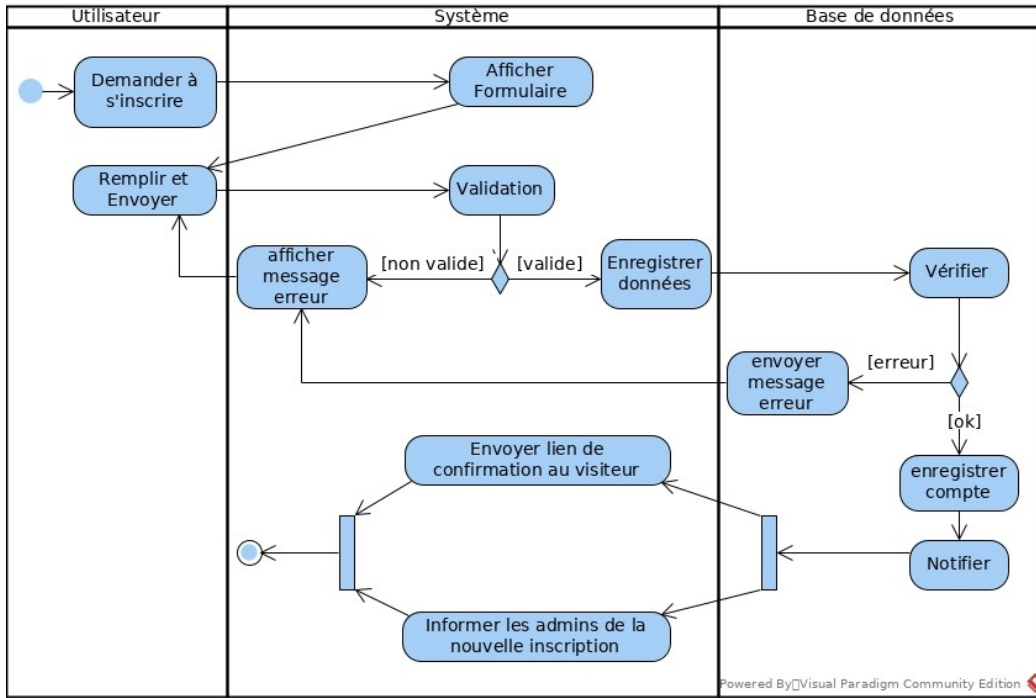 Utilisateur
Système
Base de données
Demander à
s'inscrire
Afficher
Formulaire
Remplir et
Envoyer
Validation
afficher
message
erreur
[non valide]
[valide]
Enregistrer
données
Vérifier
envoyer
message
erreur
[erreur]
[ok]
Envoyer lien de
confirmation au visiteur
enregistrer
compte
Notifier
Informer les admins de la
nouvelle inscription
Powered By Visual Paradigm Community Edition